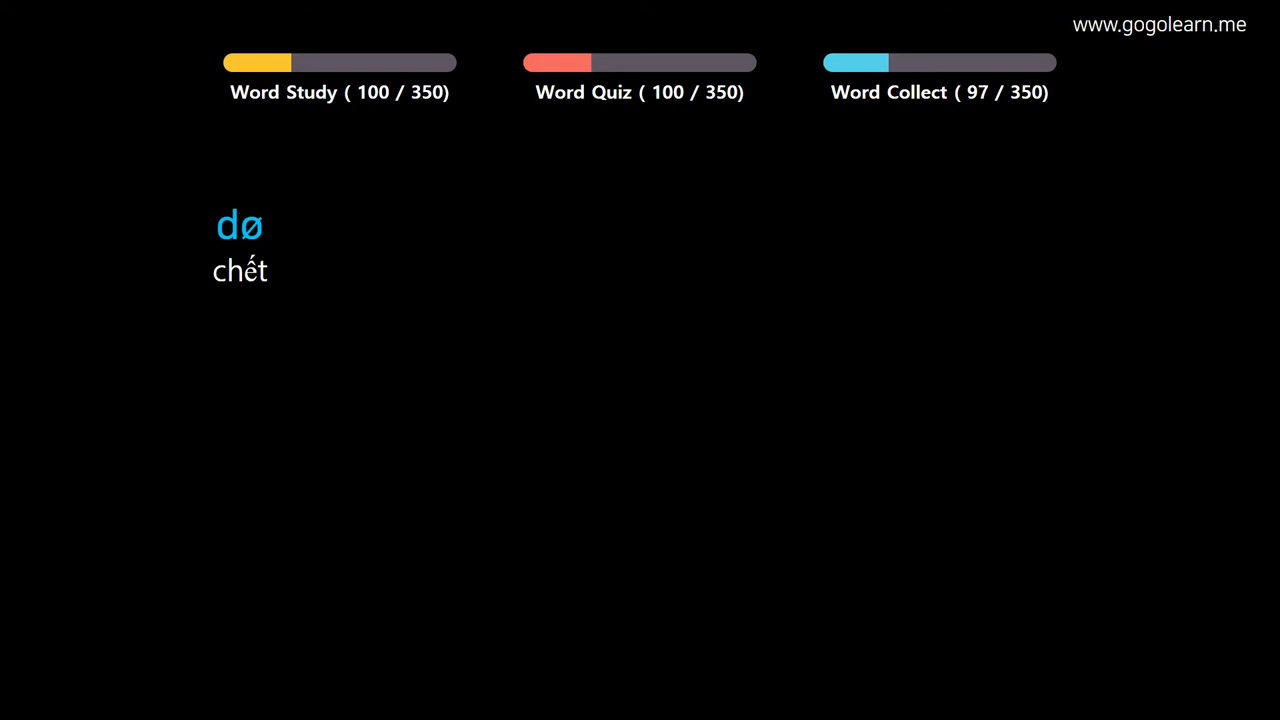 www.gogolearn.me
Word Study ( 100 / 350)
Word Quiz ( 100 / 350)
Word Collect ( 97 / 350)
dø
chết